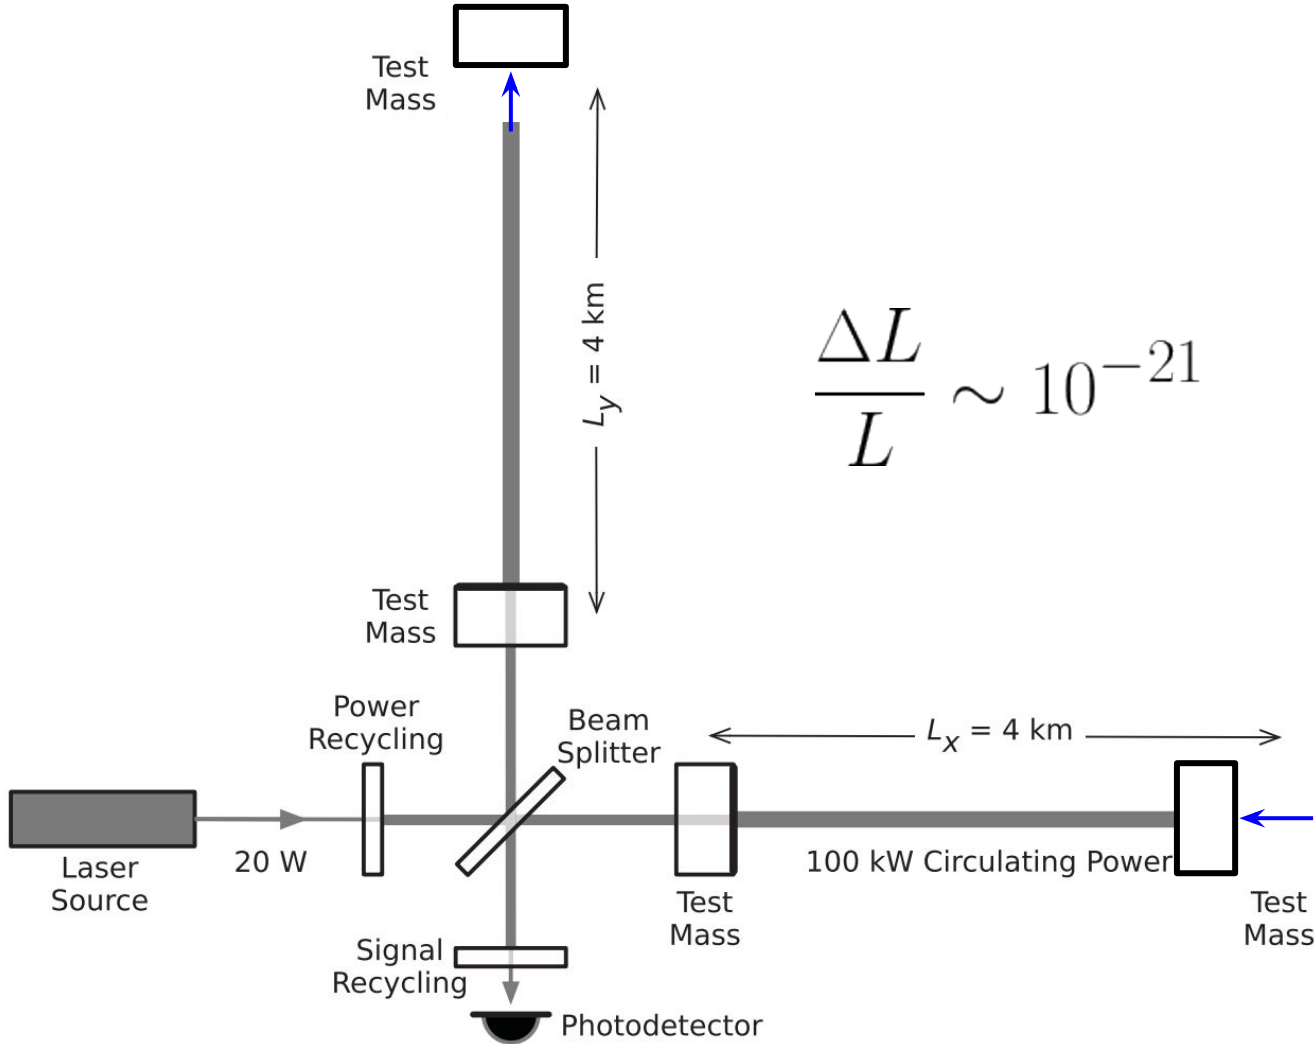 Test
Mass
L_y = 4 km
ΔL
L
~ 10^{-21}
Test
Mass
Power
Recycling
Beam
Splitter
L_x = 4 km
Laser
Source
20 W
100 kW Circulating Power
Test
Mass
Test
Mass
Signal
Recycling
Photodetector